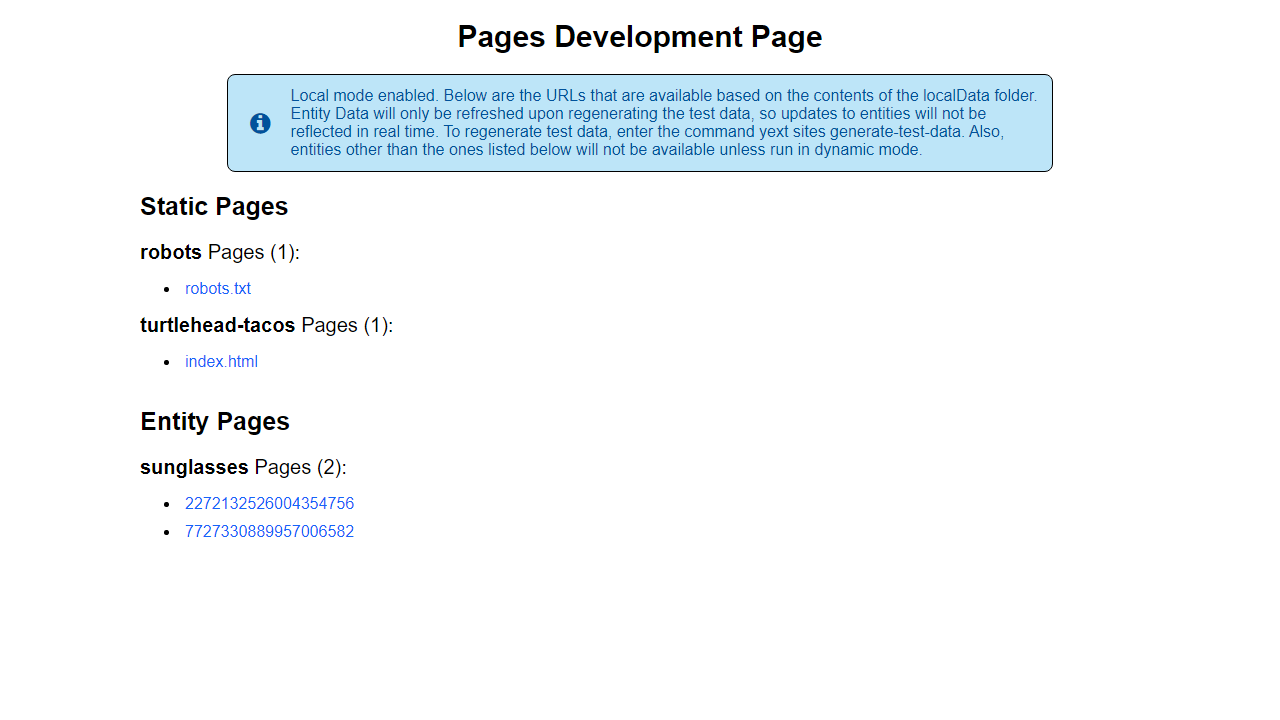 Pages Development Page
Local mode enabled. Below are the URLs that are available based on the contents of the localData folder.
Entity Data will only be refreshed upon regenerating the test data, so updates to entities will not be
reflected in real time. To regenerate test data, enter the command yext sites generate-test-data. Also,
entities other than the ones listed below will not be available unless run in dynamic mode.
Static Pages
robots Pages (1):
robots.txt
turtlehead-tacos Pages (1):
index.html
Entity Pages
sunglasses Pages (2):
2272132526004354756
7727330889957006582